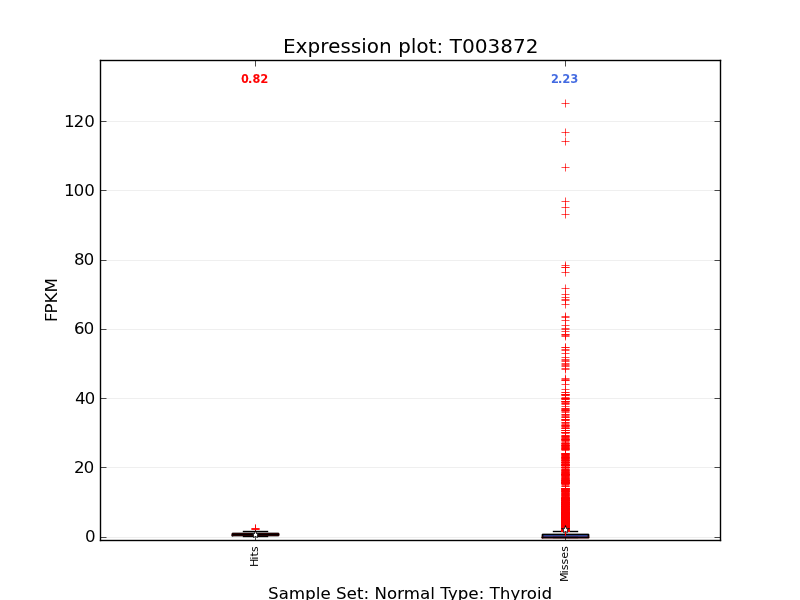 Expression plot: T003872
0.82
2.23
120
100
80
60
40
20
0
FPKM
Hits
Misses
Sample Set: Normal Type: Thyroid